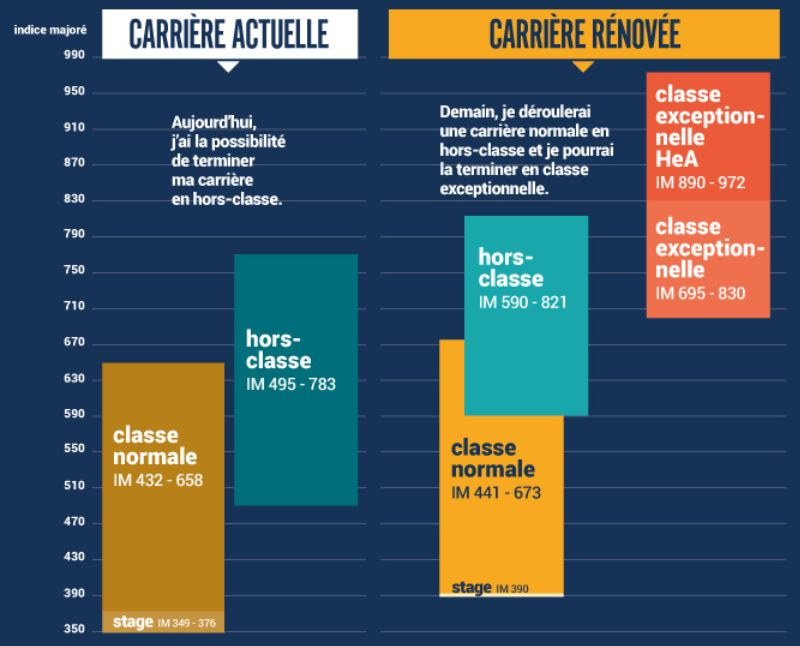 indice majoré
CARRIÈRE ACTUELLE
CARRIÈRE RÉNOVÉE
990
950
910
870
830
790
750
710
670
630
590
550
510
470
430
390
350
Aujourd'hui,
j'ai la possibilité
de terminer
ma carrière
en hors-classe.
hors-
classe
IM 495 - 783
classe
normale
IM 432 - 658
stage IM 349 - 376
Demain, je déroulerai
une carrière normale en
hors-classe et je pourrai
la terminer en classe
exceptionnelle.
classe
exception-
nelle
HeA
IM 890 - 972
classe
exception-
nelle
IM 695 - 830
hors-
classe
IM 590 - 821
classe
normale
IM 441 - 673
stage IM 390